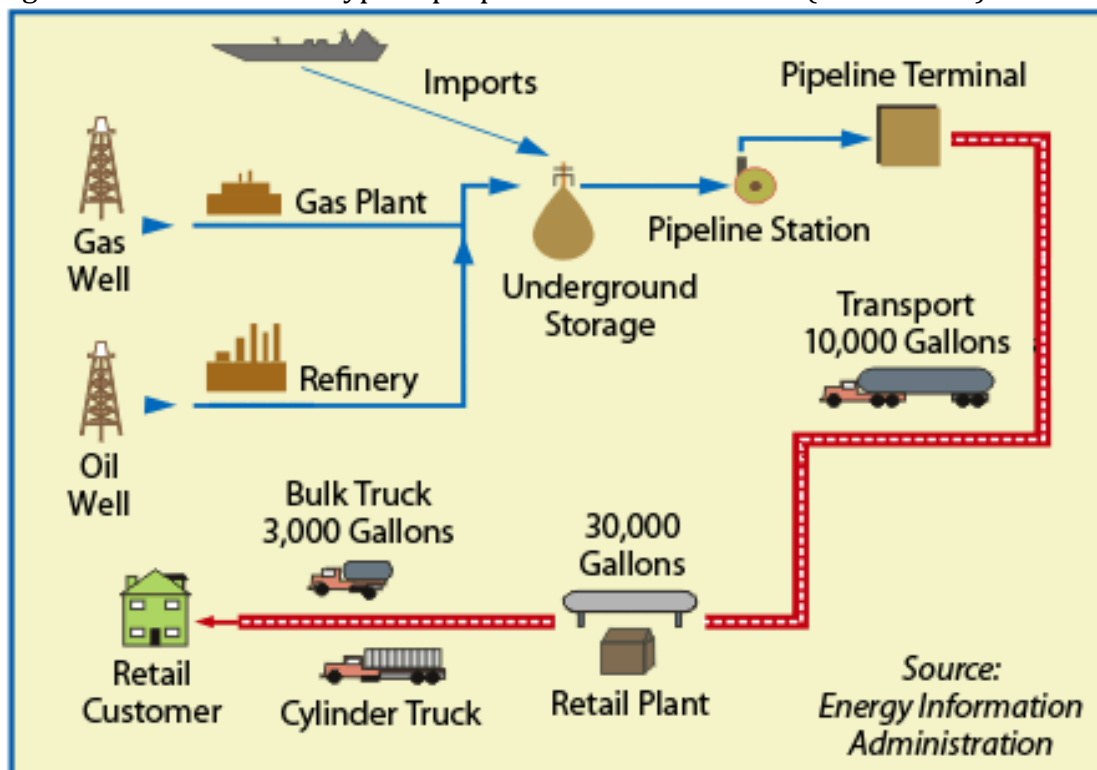 Imports
Pipeline Terminal
Gas Plant
Gas
Well
Pipeline Station
Underground
Storage
Transport
10,000 Gallons
Refinery
Oil
Well
Bulk Truck
3,000 Gallons
30,000
Gallons
Retail
Customer
Cylinder Truck
Retail Plant
Source:
Energy Information
Administration